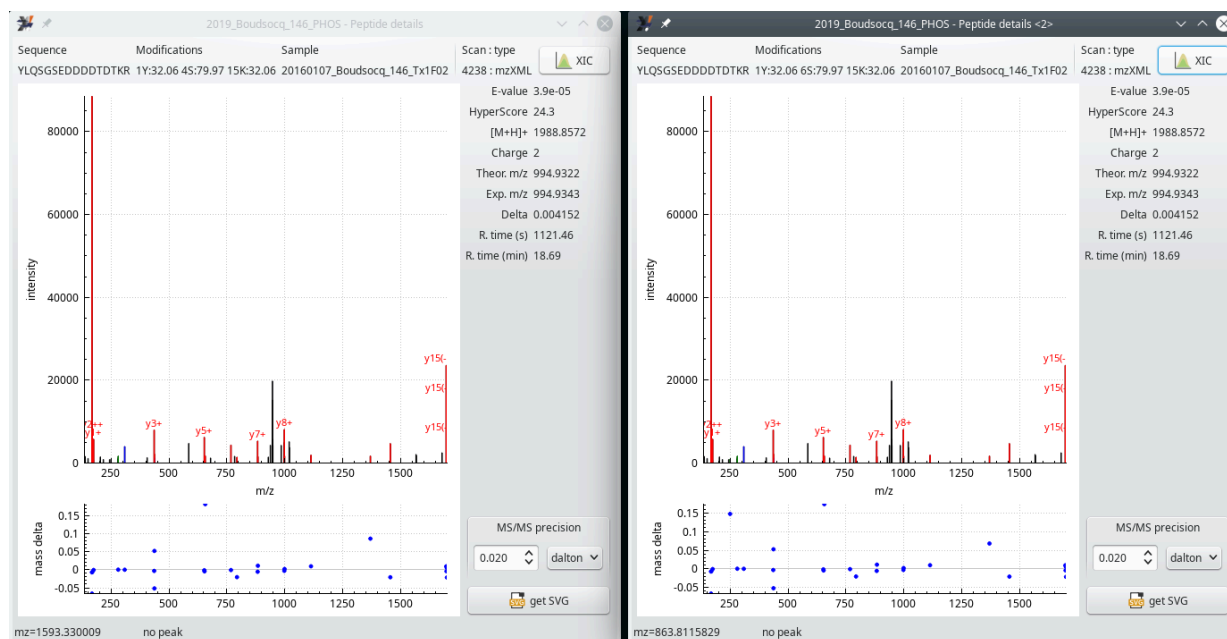 2019_Boudsocq_146_PHOS - Peptide details
Sequence Modifications Sample Scan : type
YLQSGSEDDDDTDTKR 1Y:32.06 6S:79.97 15K:32.06 20160107_Boudsocq_146_Tx1F02 4238 : mzXML
XIC
E-value 3.9e-05
HyperScore 24.3
[M+H]+ 1988.8572
Charge 2
Theor. m/z 994.9322
Exp. m/z 994.9343
Delta 0.004152
R. time (s) 1121.46
R. time (min) 18.69
intensity
80000
60000
40000
20000
0
y15(-
y15(
y15(
y3+
y5+
y7+
y8+
250 500 750 1000 1250 1500
m/z
mass delta
0.15
0.1
0.05
0
-0.05
250 500 750 1000 1250 1500
MS/MS precision
0.020 dalton
get SVG
mz=1593.330009 no peak
2019_Boudsocq_146_PHOS - Peptide details <2>
Sequence Modifications Sample Scan : type
YLQSGSEDDDDTDTKR 1Y:32.06 6S:79.97 15K:32.06 20160107_Boudsocq_146_Tx1F02 4238 : mzXML
XIC
E-value 3.9e-05
HyperScore 24.3
[M+H]+ 1988.8572
Charge 2
Theor. m/z 994.9322
Exp. m/z 994.9343
Delta 0.004152
R. time (s) 1121.46
R. time (min) 18.69
intensity
80000
60000
40000
20000
0
y15(-
y15(
y15(
y3+
y5+
y7+
y8+
250 500 750 1000 1250 1500
m/z
mass delta
0.15
0.1
0.05
0
-0.05
250 500 750 1000 1250 1500
MS/MS precision
0.020 dalton
get SVG
mz=863.8115829 no peak